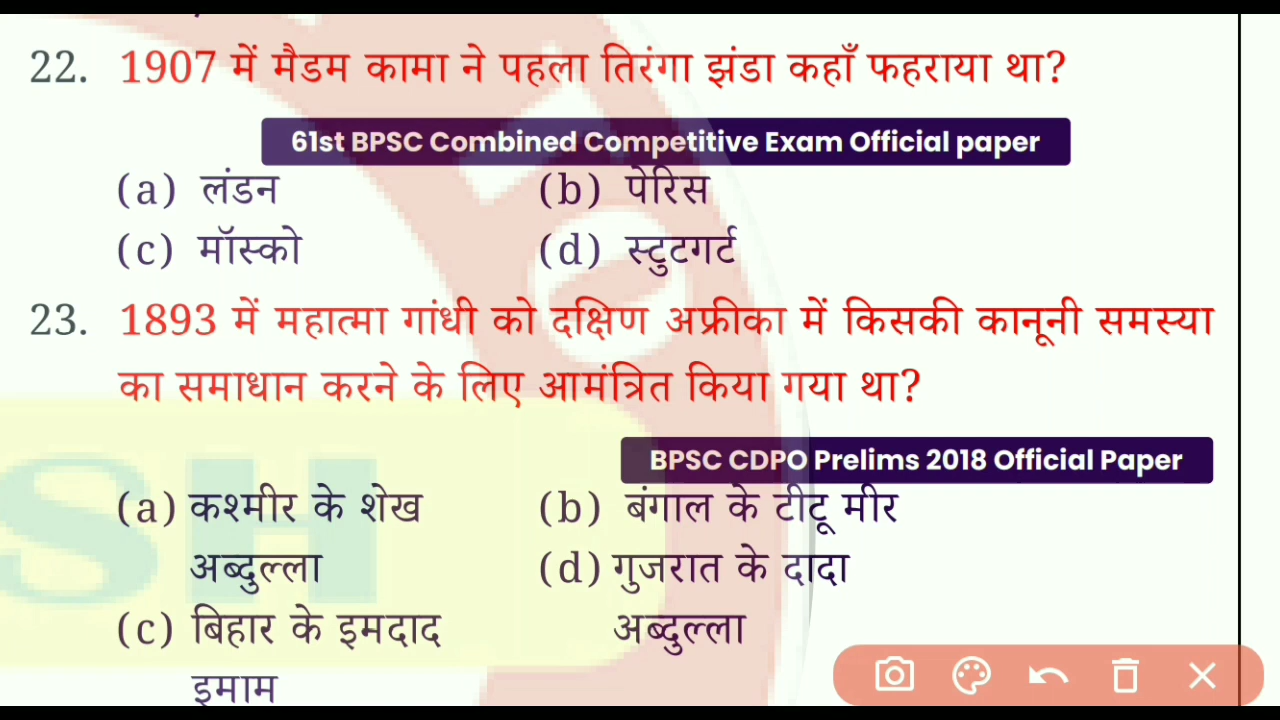 22. 1907 में मैडम कामा ने पहला तिरंगा झंडा कहाँ फहराया था?
61st BPSC Combined Competitive Exam Official paper
(a) लंडन (b) पेरिस
(c) मॉस्को (d) स्टुटगर्ट
23. 1893 में महात्मा गांधी को दक्षिण अफ्रीका में किसकी कानूनी समस्या
का समाधान करने के लिए आमंत्रित किया गया था?
BPSC CDPO Prelims 2018 Official Paper
(a) कश्मीर के शेख (b) बंगाल के टीटू मीर
अब्दुल्ला (d) गुजरात के दादा
(c) बिहार के इमदाद अब्दुल्ला
इमाम
SH